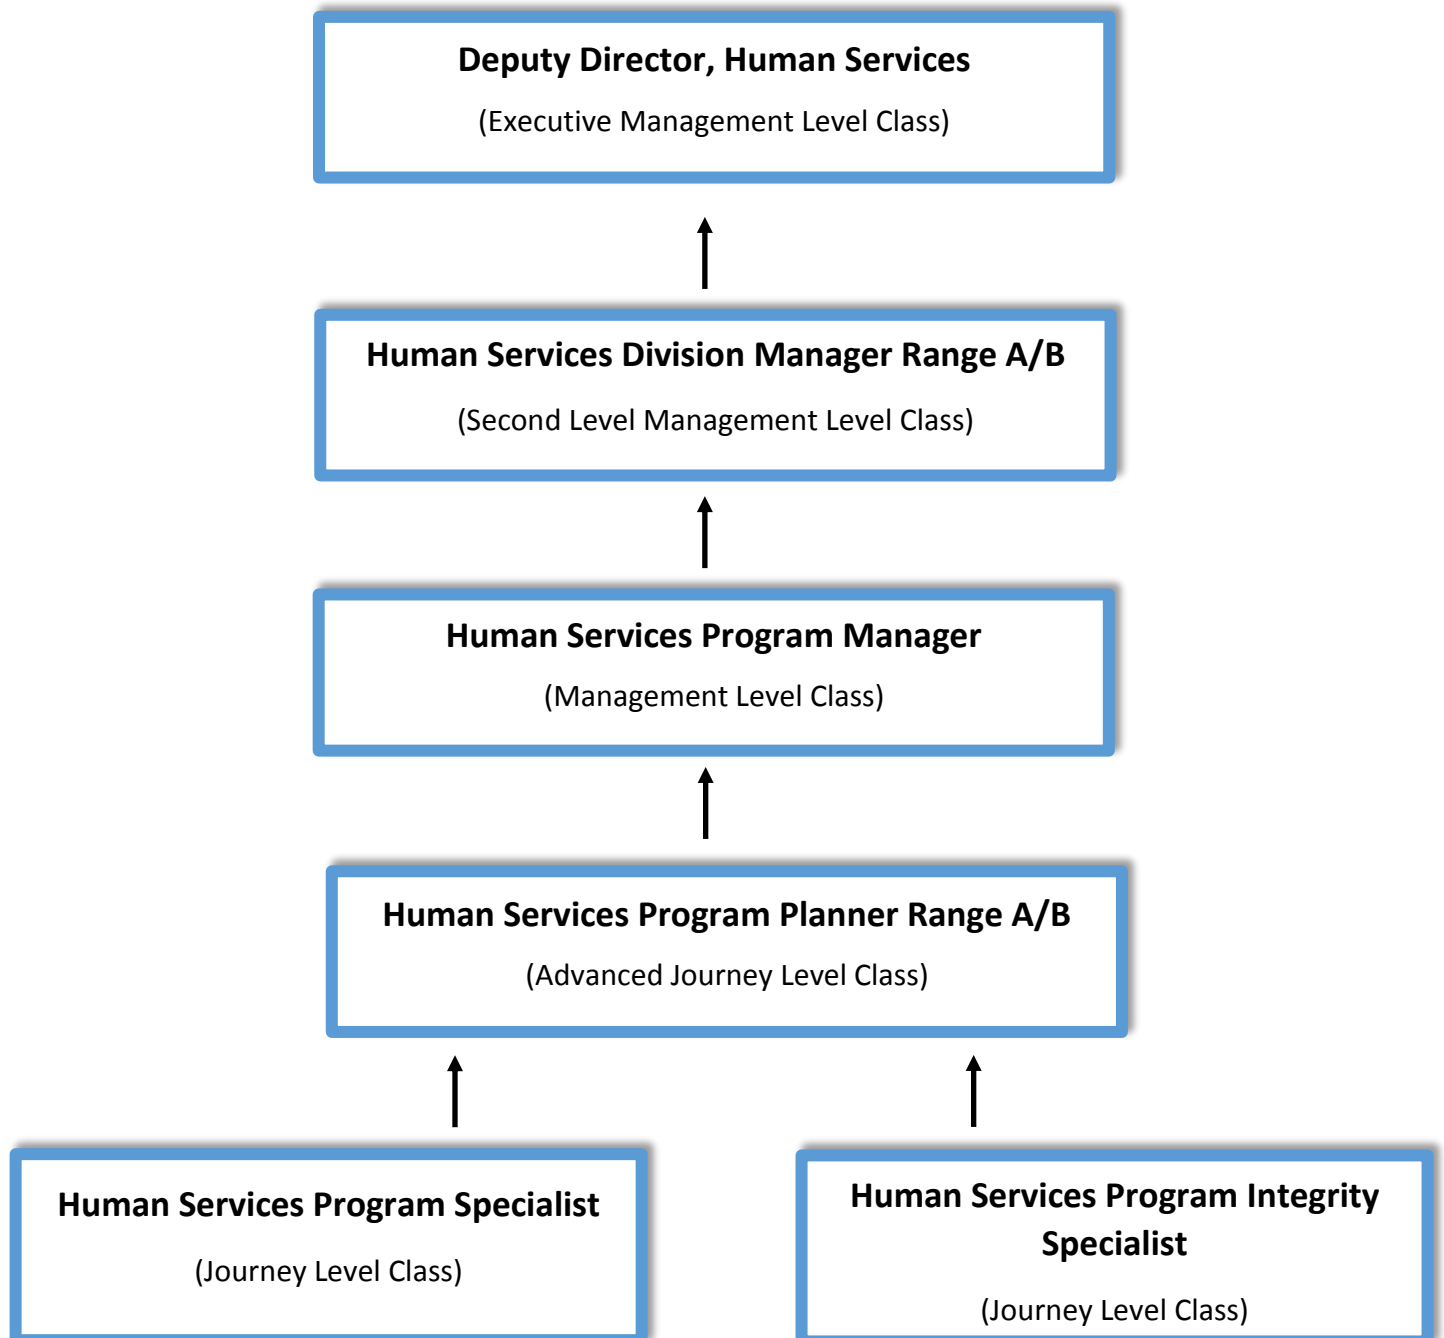 Deputy Director, Human Services
(Executive Management Level Class)
Human Services Division Manager Range A/B
(Second Level Management Level Class)
Human Services Program Manager
(Management Level Class)
Human Services Program Planner Range A/B
(Advanced Journey Level Class)
Human Services Program Specialist
(Journey Level Class)
Human Services Program Integrity
Specialist
(Journey Level Class)